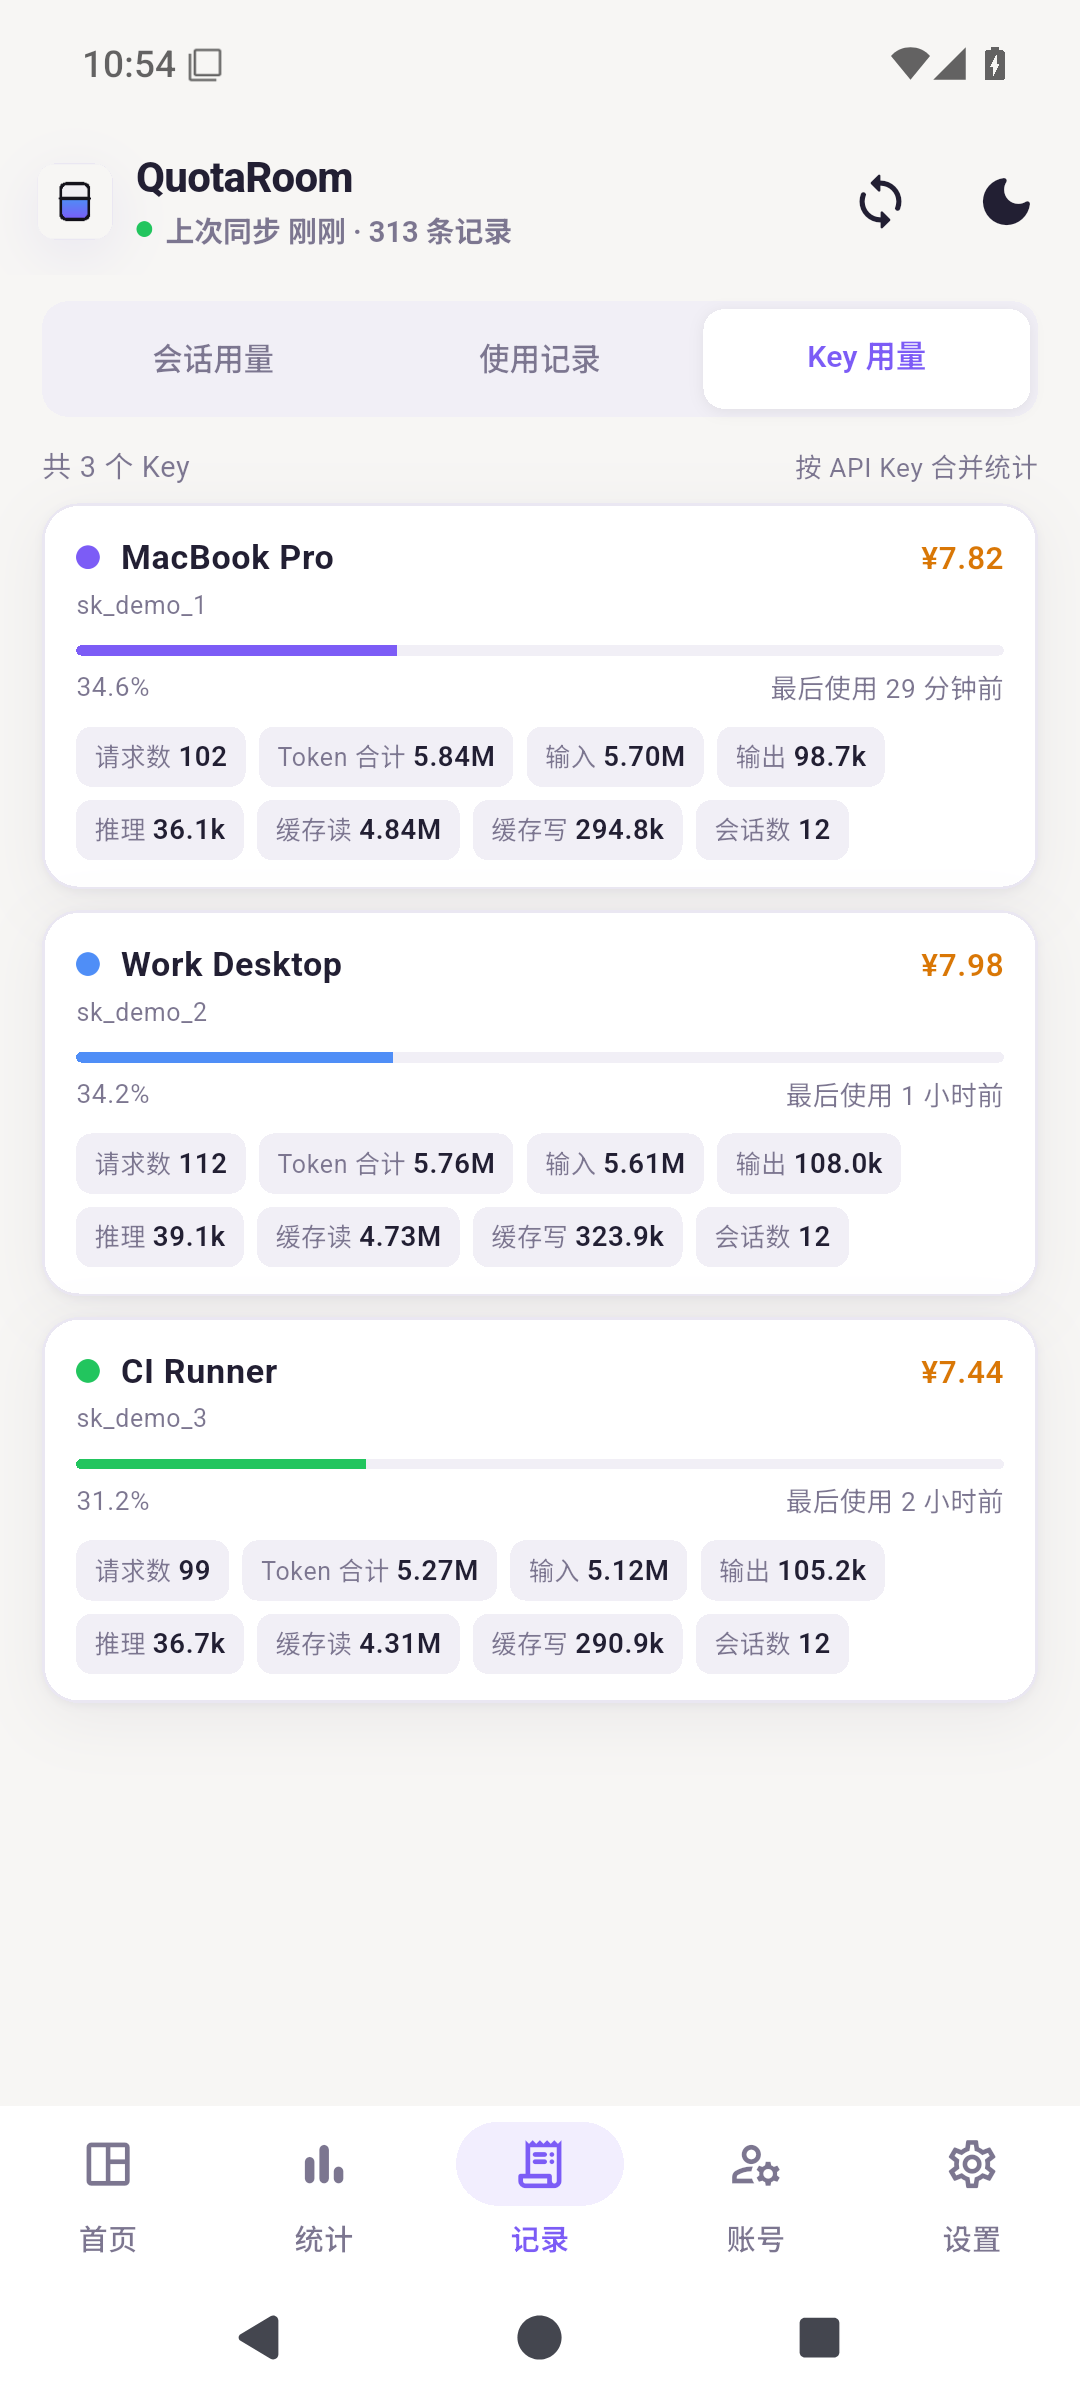 10:54
QuotaRoom
上次同步 刚刚 · 313 条记录
会话用量 使用记录 Key 用量
共 3 个 Key 按 API Key 合并统计
MacBook Pro ¥7.82
sk_demo_1
34.6% 最后使用 29 分钟前
请求数 102 Token 合计 5.84M 输入 5.70M 输出 98.7k
推理 36.1k 缓存读 4.84M 缓存写 294.8k 会话数 12
Work Desktop ¥7.98
sk_demo_2
34.2% 最后使用 1 小时前
请求数 112 Token 合计 5.76M 输入 5.61M 输出 108.0k
推理 39.1k 缓存读 4.73M 缓存写 323.9k 会话数 12
CI Runner ¥7.44
sk_demo_3
31.2% 最后使用 2 小时前
请求数 99 Token 合计 5.27M 输入 5.12M 输出 105.2k
推理 36.7k 缓存读 4.31M 缓存写 290.9k 会话数 12
首页 统计 记录 账号 设置